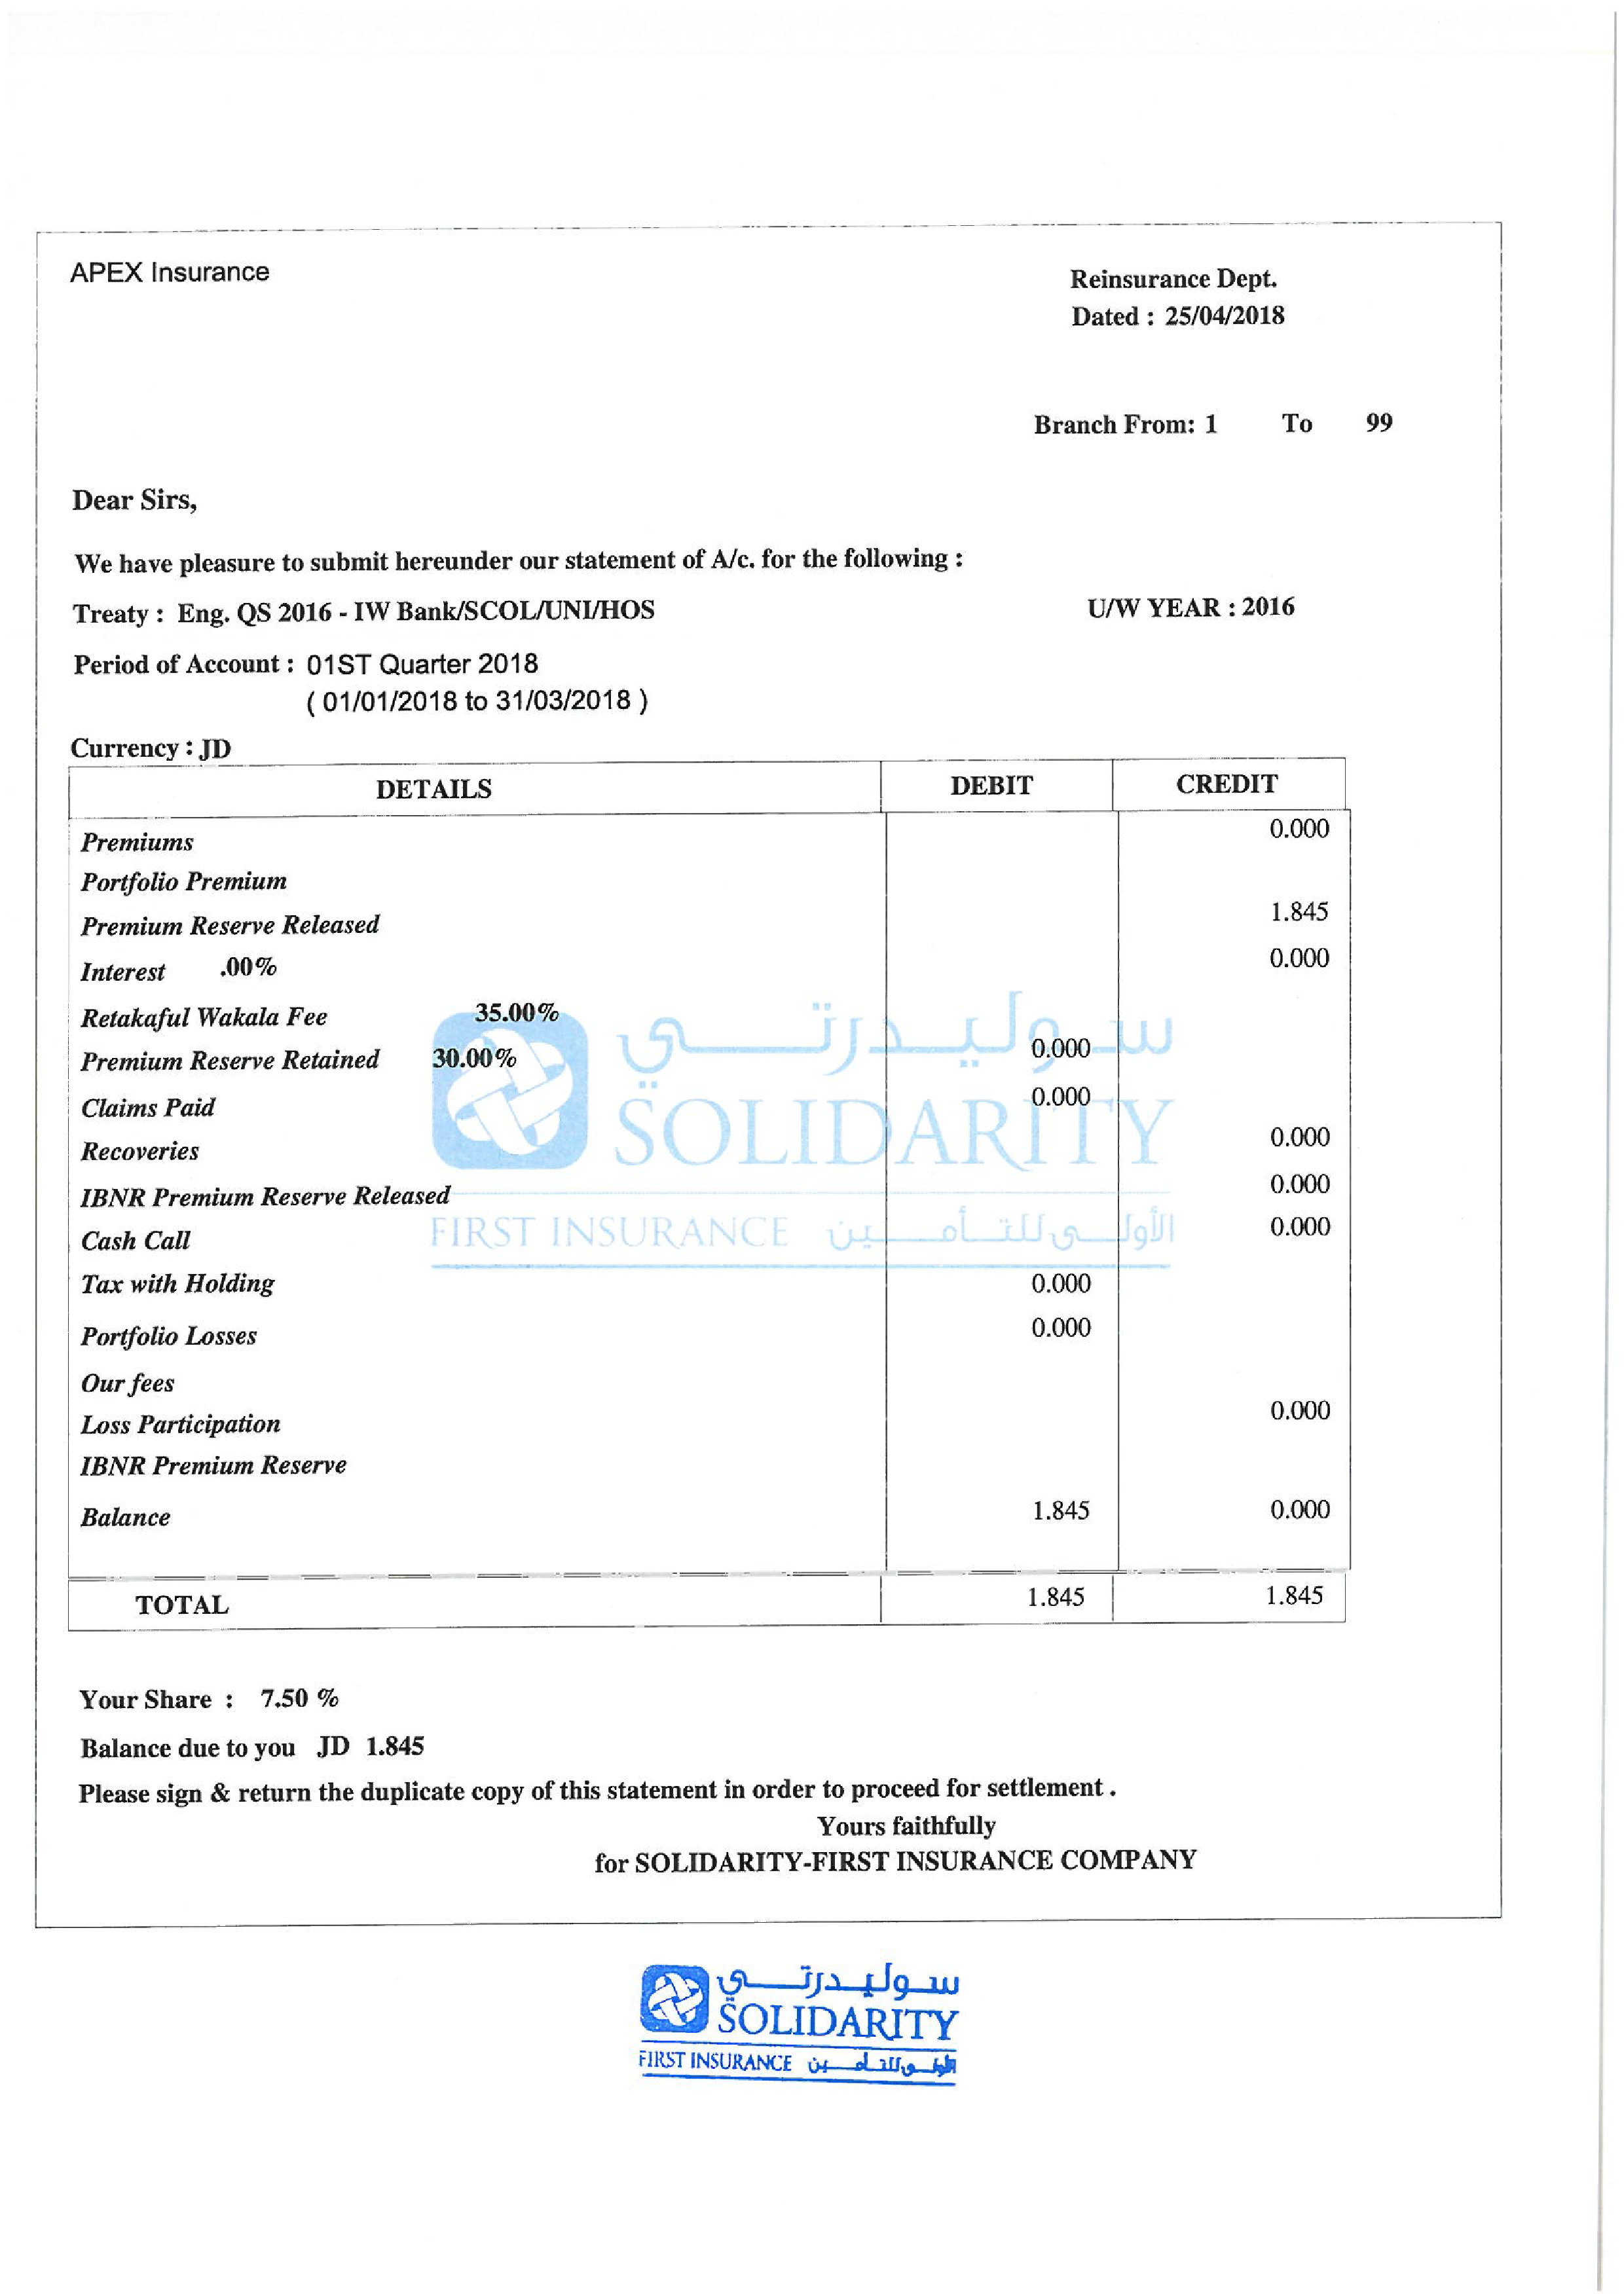 APEX Insurance
Reinsurance Dept.
Dated : 25/04/2018
Branch From: 1 To 99
Dear Sirs,
We have pleasure to submit hereunder our statement of A/c. for the following :
Treaty : Eng. QS 2016 - IW Bank/SCOL/UNI/HOS U/W YEAR : 2016
Period of Account : 01ST Quarter 2018
( 01/01/2018 to 31/03/2018 )
Currency : JD
DETAILS DEBIT CREDIT
Premiums 0.000
Portfolio Premium
Premium Reserve Released 1.845
Interest .00% 0.000
Retakaful Wakala Fee 35.00%
Premium Reserve Retained 30.00% 0.000
Claims Paid 0.000
Recoveries 0.000
IBNR Premium Reserve Released 0.000
Cash Call 0.000
Tax with Holding 0.000
Portfolio Losses 0.000
Our fees
Loss Participation 0.000
IBNR Premium Reserve
Balance 1.845 0.000
سوليدرتي
SOLIDARITY
FIRST INSURANCE الأولى للتأمين
TOTAL 1.845 1.845
Your Share : 7.50 %
Balance due to you JD 1.845
Please sign & return the duplicate copy of this statement in order to proceed for settlement .
Yours faithfully
for SOLIDARITY-FIRST INSURANCE COMPANY
سوليدرتي
SOLIDARITY
FIRST INSURANCE الأولى للتأمين